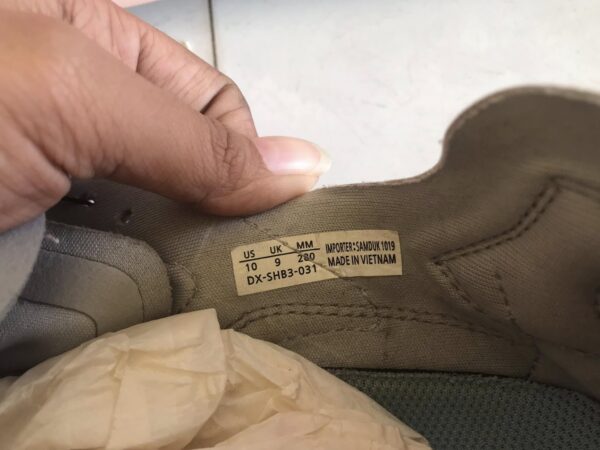 US UK MM IMPORTER:SAMDUK 1019
10 9 280 MADE IN VIETNAM
DX-SHB3-031